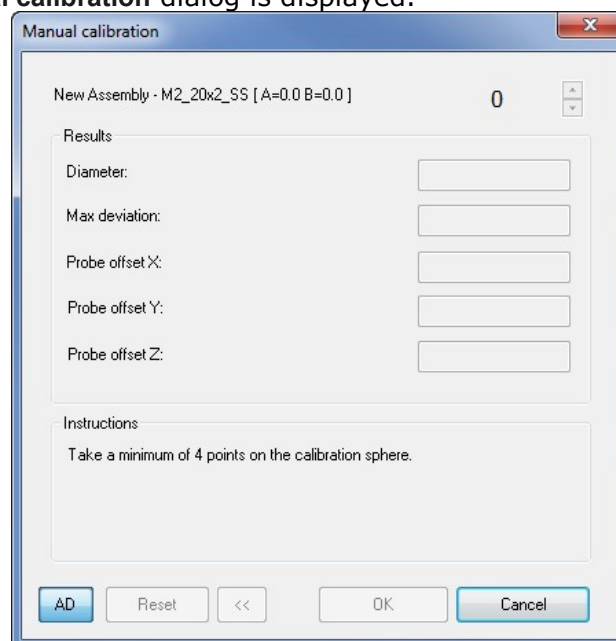 l calibration dialog is displayed.
Manual calibration
New Assembly - M2_20x2_SS [ A=0.0 B=0.0 ] 0
Results
Diameter:
Max deviation:
Probe offset X:
Probe offset Y:
Probe offset Z:
Instructions
Take a minimum of 4 points on the calibration sphere.
AD Reset << OK Cancel